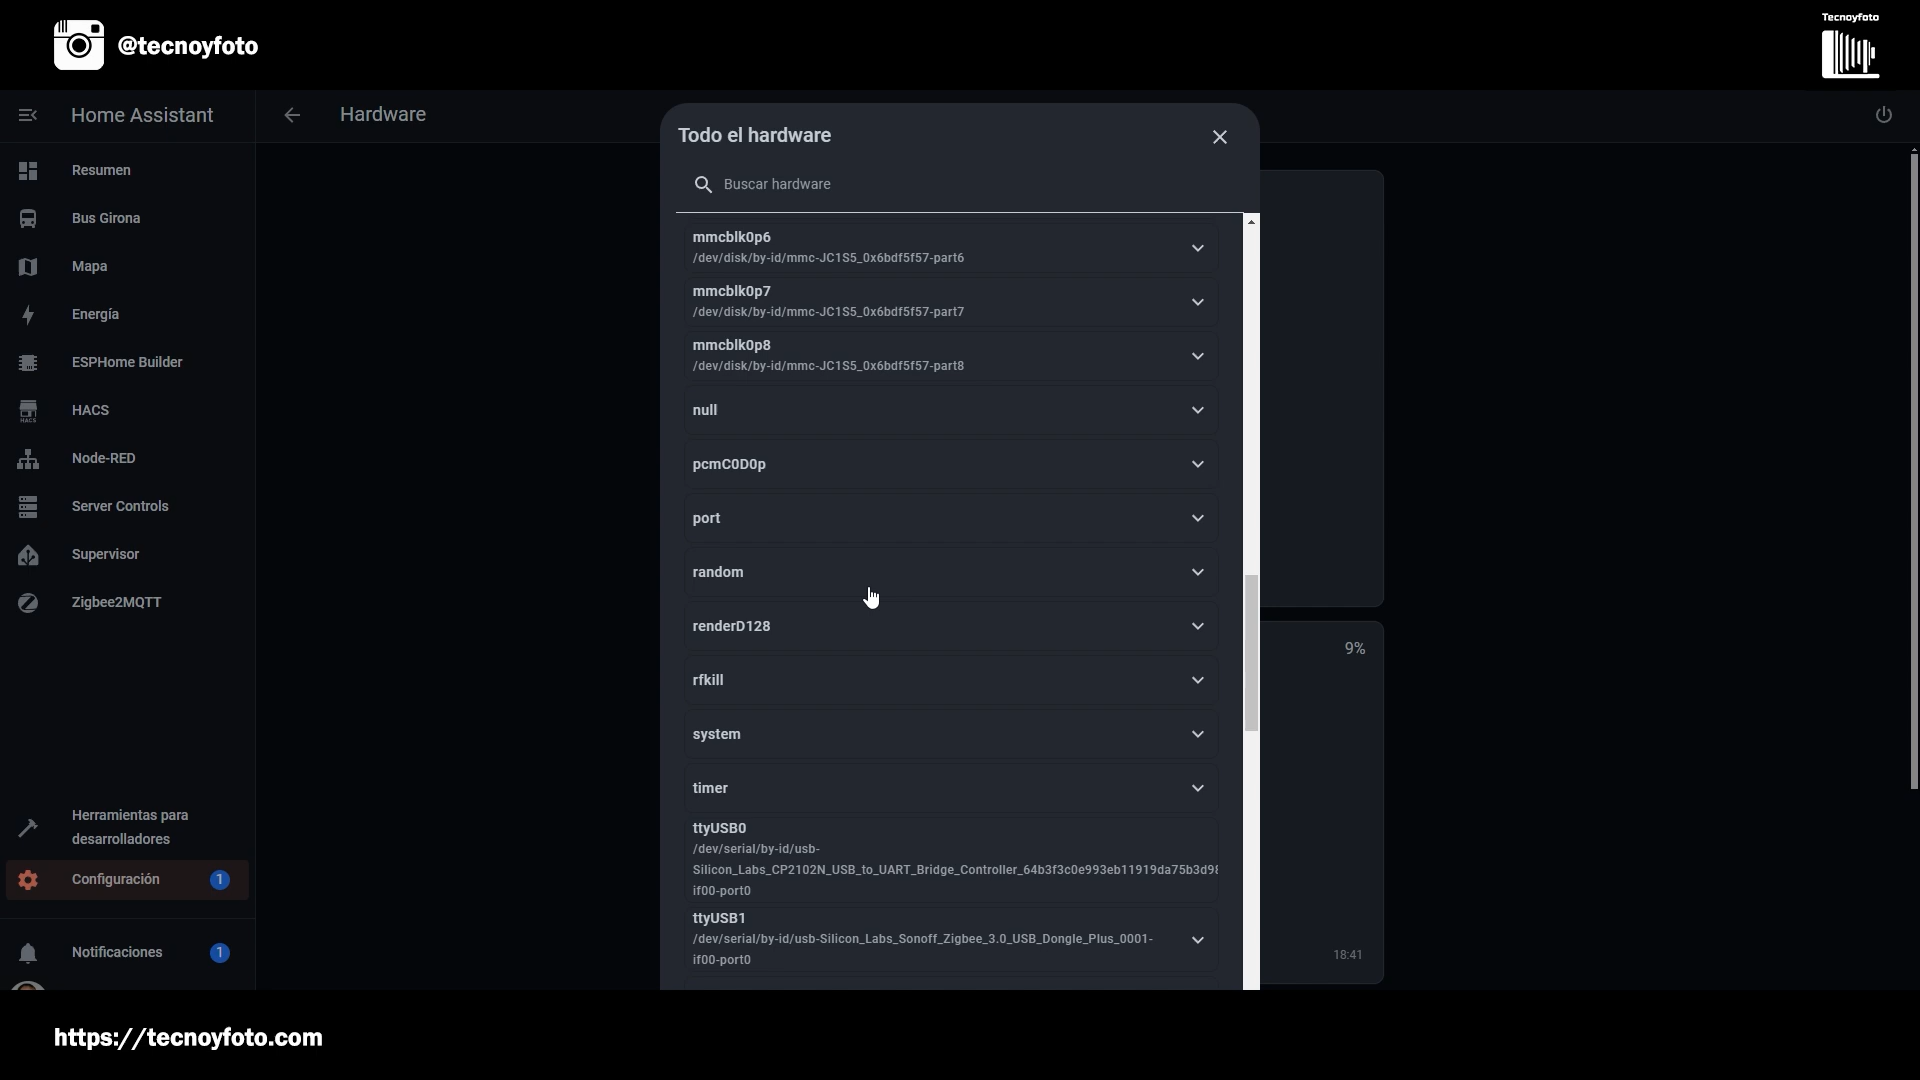 @tecnoyfoto
Tecnoyfoto
Home Assistant
Hardware
Resumen
Bus Girona
Mapa
Energía
ESPHome Builder
HACS
HACS
Node-RED
Server Controls
Supervisor
Zigbee2MQTT
Herramientas para
desarrolladores
Configuración
1
Notificaciones
1
Todo el hardware
Buscar hardware
mmcblk0p6
/dev/disk/by-id/mmc-JC1S5_0x6bdf5f57-part6
mmcblk0p7
/dev/disk/by-id/mmc-JC1S5_0x6bdf5f57-part7
mmcblk0p8
/dev/disk/by-id/mmc-JC1S5_0x6bdf5f57-part8
null
pcmC0D0p
port
random
renderD128
rfkill
system
timer
ttyUSB0
/dev/serial/by-id/usb-
Silicon_Labs_CP2102N_USB_to_UART_Bridge_Controller_64b3f3c0e993eb11919da75b3d98
if00-port0
ttyUSB1
/dev/serial/by-id/usb-Silicon_Labs_Sonoff_Zigbee_3.0_USB_Dongle_Plus_0001-
if00-port0
9%
18:41
https://tecnoyfoto.com